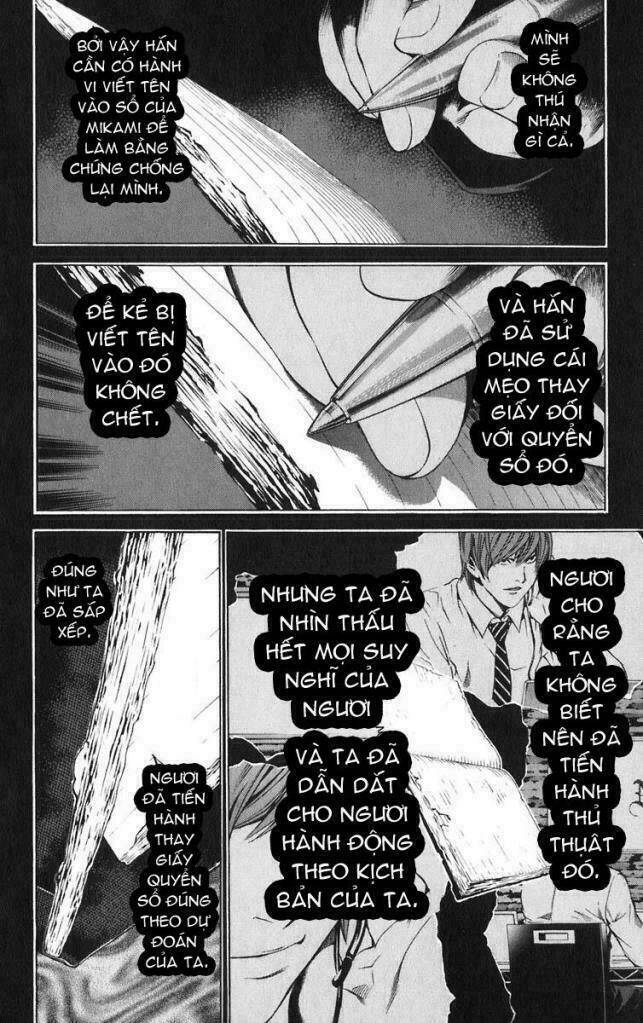 MÌNH
SẼ
KHÔNG
THÚ
NHẬN
GÌ CẢ.
BỞI VẬY HẮN
CẦN CÓ HÀNH
VI VIẾT TÊN
VÀO SỔ CỦA
MIKAMI ĐỂ
LÀM BẰNG
CHỨNG CHỐNG
LẠI MÌNH.
VÀ HẮN
ĐÃ SỬ
DỤNG CÁI
MẸO THAY
GIẤY ĐỐI
VỚI QUYỂN
SỔ ĐÓ,
ĐỂ KẺ BỊ
VIẾT TÊN
VÀO ĐÓ
KHÔNG
CHẾT.
NGƯƠI
CHO
RẰNG TA
KHÔNG
BIẾT
NÊN ĐÃ
TIẾN
HÀNH
THỦ
THUẬT
ĐÓ.
NHƯNG TA ĐÃ
NHÌN THẤU
HẾT MỌI SUY
NGHĨ CỦA
NGƯƠI
VÀ TA ĐÃ
DẪN DẮT
CHO NGƯƠI
HÀNH ĐỘNG
THEO KỊCH
BẢN CỦA TA.
ĐÚNG
NHƯ TA
ĐÃ SẮP
XẾP,
NGƯƠI
ĐÃ TIẾN
HÀNH
THAY
GIẤY
QUYỂN
SỔ ĐÚNG
THEO DỰ
ĐOÁN
CỦA TA.